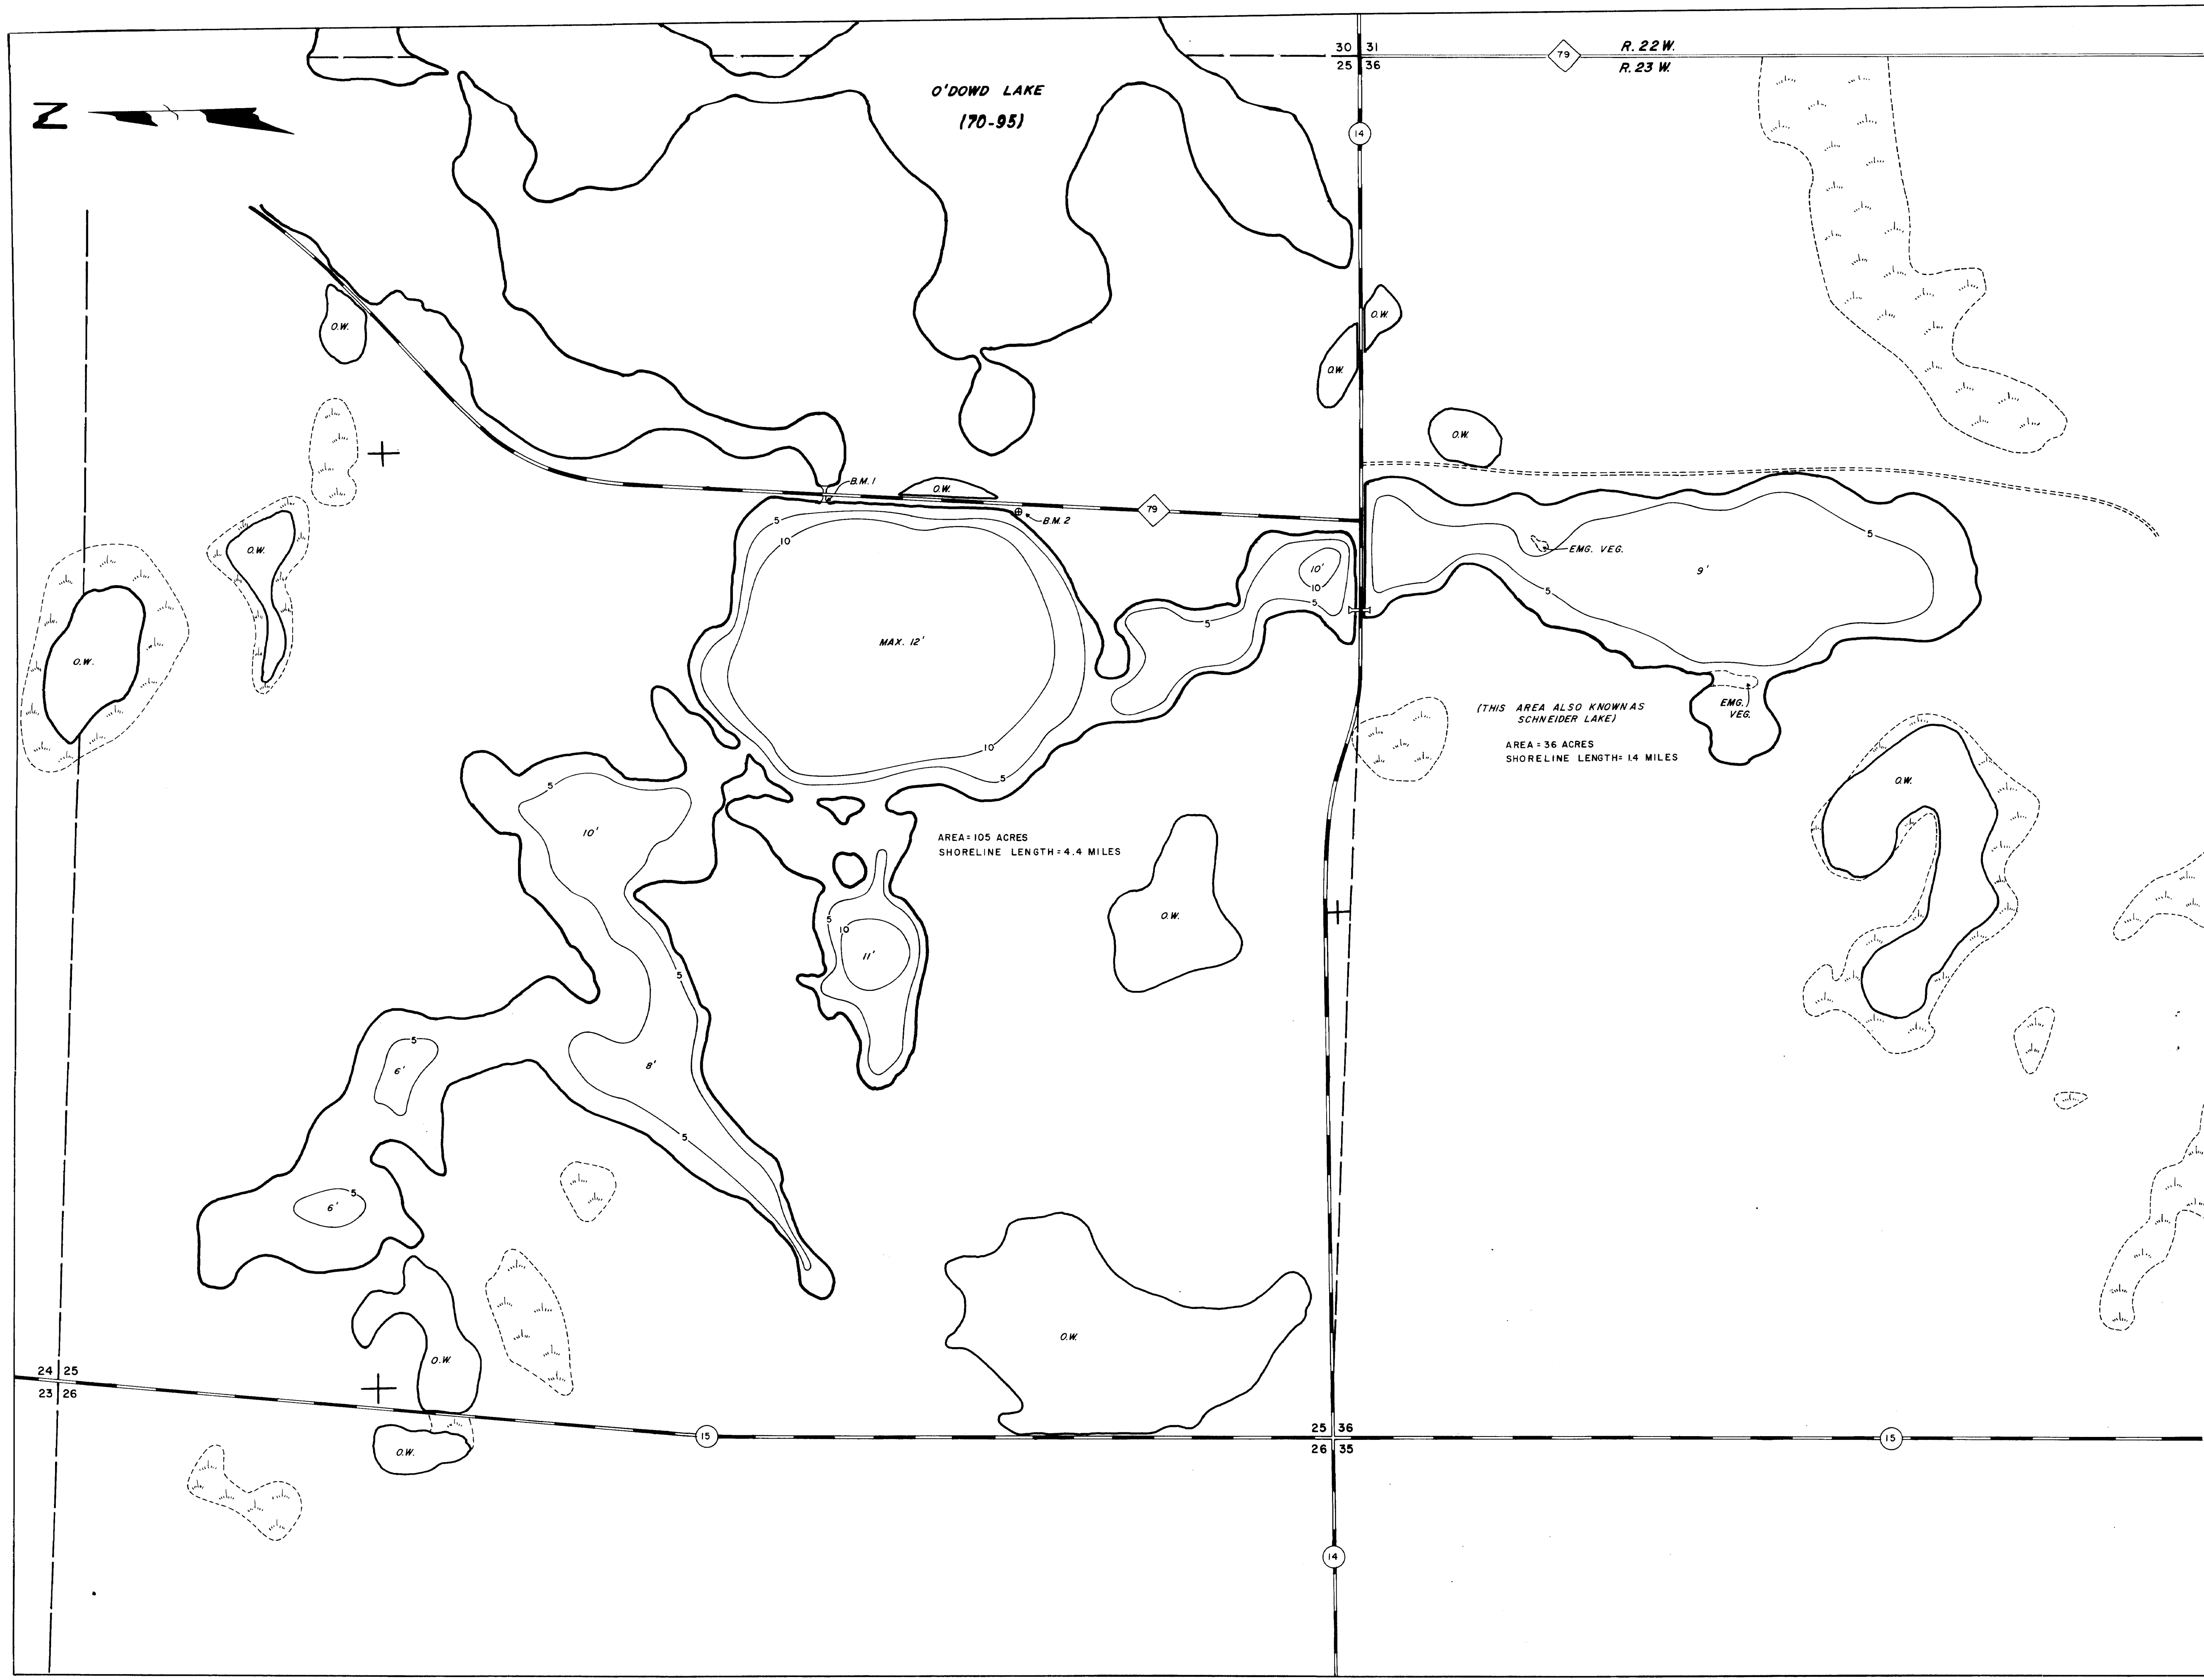 30 31
25 36
79
R. 22 W.
R. 23 W.
O'DOWD LAKE
(70-95)
N
14
O.W.
O.W.
O.W.
O.W.
B.M. 1
O.W.
B.M. 2
79
5
10
5
EMG. VEG.
9'
5
O.W.
10'
10
5
5
MAX. 12'
O.W.
EMG.
VEG.
(THIS AREA ALSO KNOWN AS
SCHNEIDER LAKE)
AREA = 36 ACRES
SHORELINE LENGTH = 1.4 MILES
10
5
5
10'
O.W.
AREA = 105 ACRES
SHORELINE LENGTH = 4.4 MILES
5
10
11'
O.W.
5
5
6'
8'
5
5
6'
O.W.
O.W.
24 25
23 26
15
25 36
26 35
15
O.W.
14